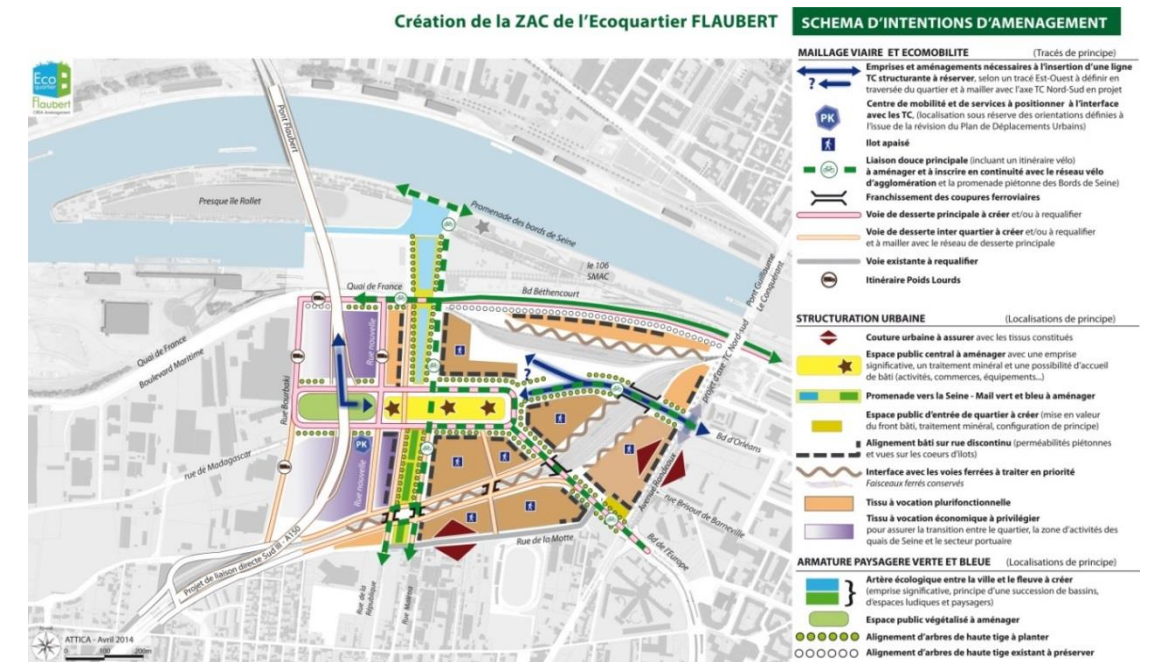 Création de la ZAC de l'Ecoquartier FLAUBERT
SCHEMA D'INTENTIONS D'AMENAGEMENT
Eco
quartier
Flaubert
Pont Flaubert
Presque île Rollet
Promenade des bords de Seine
le 106
SMAC
Pont Guillaume
Le Conquérant
Quai de France
Bd Béthencourt
Quai de France
Boulevard Maritime
Rue Bourbaki
Rue nouvelle
projet d'axe TC Nord-sud
?
?
Bd d'Orléans
rue de Madagascar
PK
Rue nouvelle
Avenue Rondeaux
rue Brisout de Barneville
Bd de l'Europe
Rue de la Motte
Projet de liaison directe Sud III - A150
Rue de la
République
Rue Malraux
ATTICA - Avril 2014
0 100 200m
MAILLAGE VIAIRE ET ECOMOBILITE (Tracés de principe)
Emprises et aménagements nécessaires à l'insertion d'une ligne
TC structurante à réserver, selon un tracé Est-Ouest à définir en
? traversée du quartier et à mailler avec l'axe TC Nord-Sud en projet
Centre de mobilité et de services à positionner à l'interface
PK avec les TC, (localisation sous réserve des orientations définies à
l'issue de la révision du Plan de Déplacements Urbains)
Ilot apaisé
Liaison douce principale (incluant un itinéraire vélo)
à aménager et à inscrire en continuité avec le réseau vélo
d'agglomération et la promenade piétonne des Bords de Seine)
Franchissement des coupures ferroviaires
Voie de desserte principale à créer et/ou à requalifier
Voie de desserte inter quartier à créer et/ou à requalifier
et à mailler avec le réseau de desserte principale
Voie existante à requalifier
Itinéraire Poids Lourds
STRUCTURATION URBAINE (Localisations de principe)
Couture urbaine à assurer avec les tissus constitués
Espace public central à aménager avec une emprise
significative, un traitement minéral et une possibilité d'accueil
de bâti (activités, commerces, équipements...)
Promenade vers la Seine - Mail vert et bleu à aménager
Espace public d'entrée de quartier à créer (mise en valeur
du front bâti, traitement minéral, configuration de principe)
Alignement bâti sur rue discontinu (perméabilités piétonnes
et vues sur les coeurs d'îlots)
Interface avec les voies ferrées à traiter en priorité
Faisceaux ferrés conservés
Tissu à vocation plurifonctionnelle
Tissu à vocation économique à privilégier
pour assurer la transition entre le quartier, la zone d'activités des
quais de Seine et le secteur portuaire
ARMATURE PAYSAGERE VERTE ET BLEUE (Localisations de principe)
Artère écologique entre la ville et le fleuve à créer
(emprise significative, principe d'une succession de bassins,
d'espaces ludiques et paysagers)
Espace public végétalisé à aménager
Alignement d'arbres de haute tige à planter
Alignement d'arbres de haute tige existant à préserver